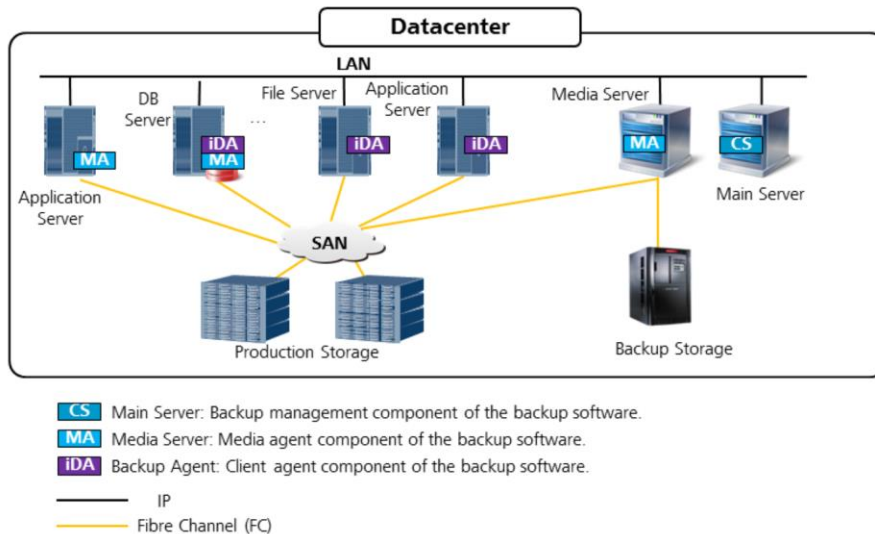 Datacenter
LAN
DB
Server
...
File Server
Application
Server
Media Server
MA
iDA
MA
iDA
iDA
MA
CS
Application
Server
Main Server
SAN
Production Storage
Backup Storage
CS Main Server: Backup management component of the backup software.
MA Media Server: Media agent component of the backup software.
iDA Backup Agent: Client agent component of the backup software.
IP
Fibre Channel (FC)